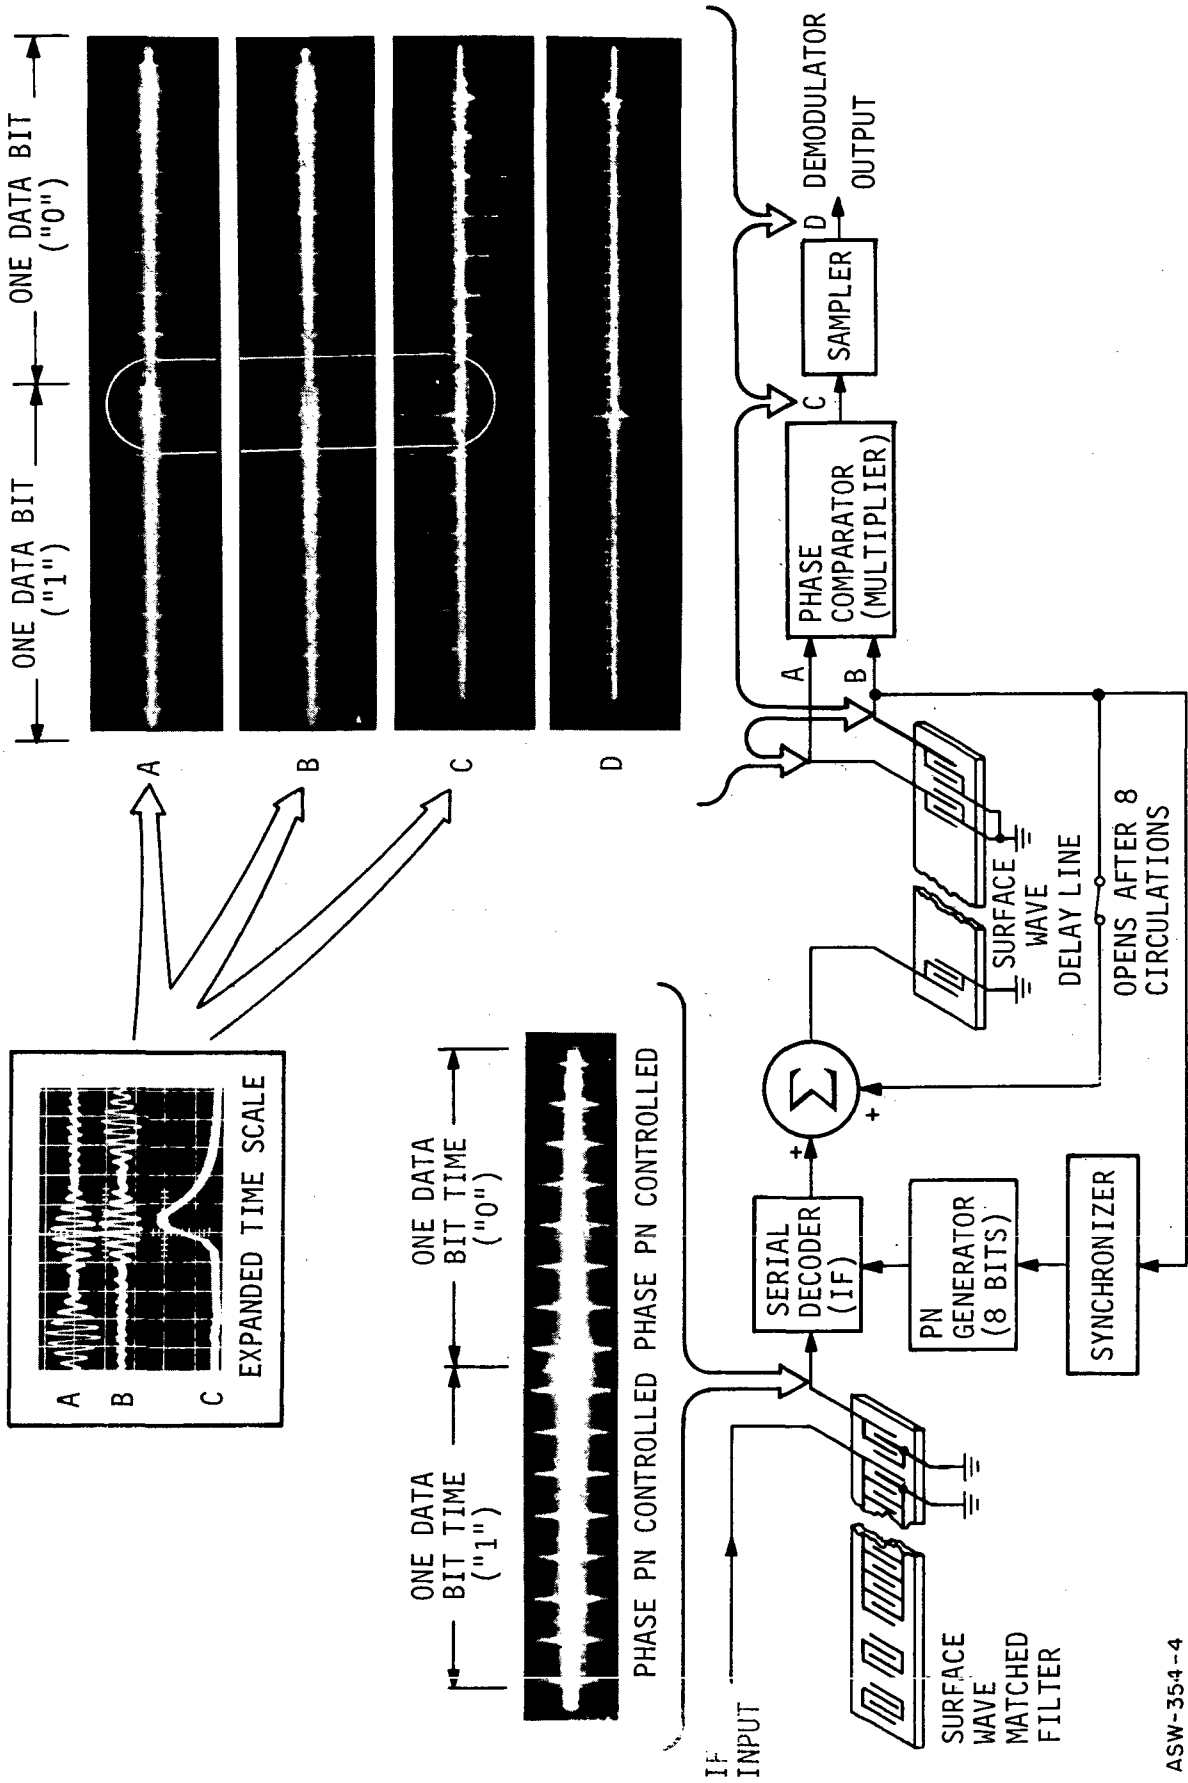 ONE DATA BIT
("1")
ONE DATA BIT
("0")
A
B
C
D
A
B
C
EXPANDED TIME SCALE
ONE DATA
BIT TIME
("1")
ONE DATA
BIT TIME
("0")
PHASE PN CONTROLLED PHASE PN CONTROLLED
IF
INPUT
SURFACE
WAVE
MATCHED
FILTER
SERIAL
DECODER
(IF)
PN
GENERATOR
(8 BITS)
SYNCHRONIZER
+
+
Σ
SURFACE
WAVE
DELAY LINE
OPENS AFTER 8
CIRCULATIONS
A
B
PHASE
COMPARATOR
(MULTIPLIER)
C
SAMPLER
D
DEMODULATOR
OUTPUT
ASW-354-4